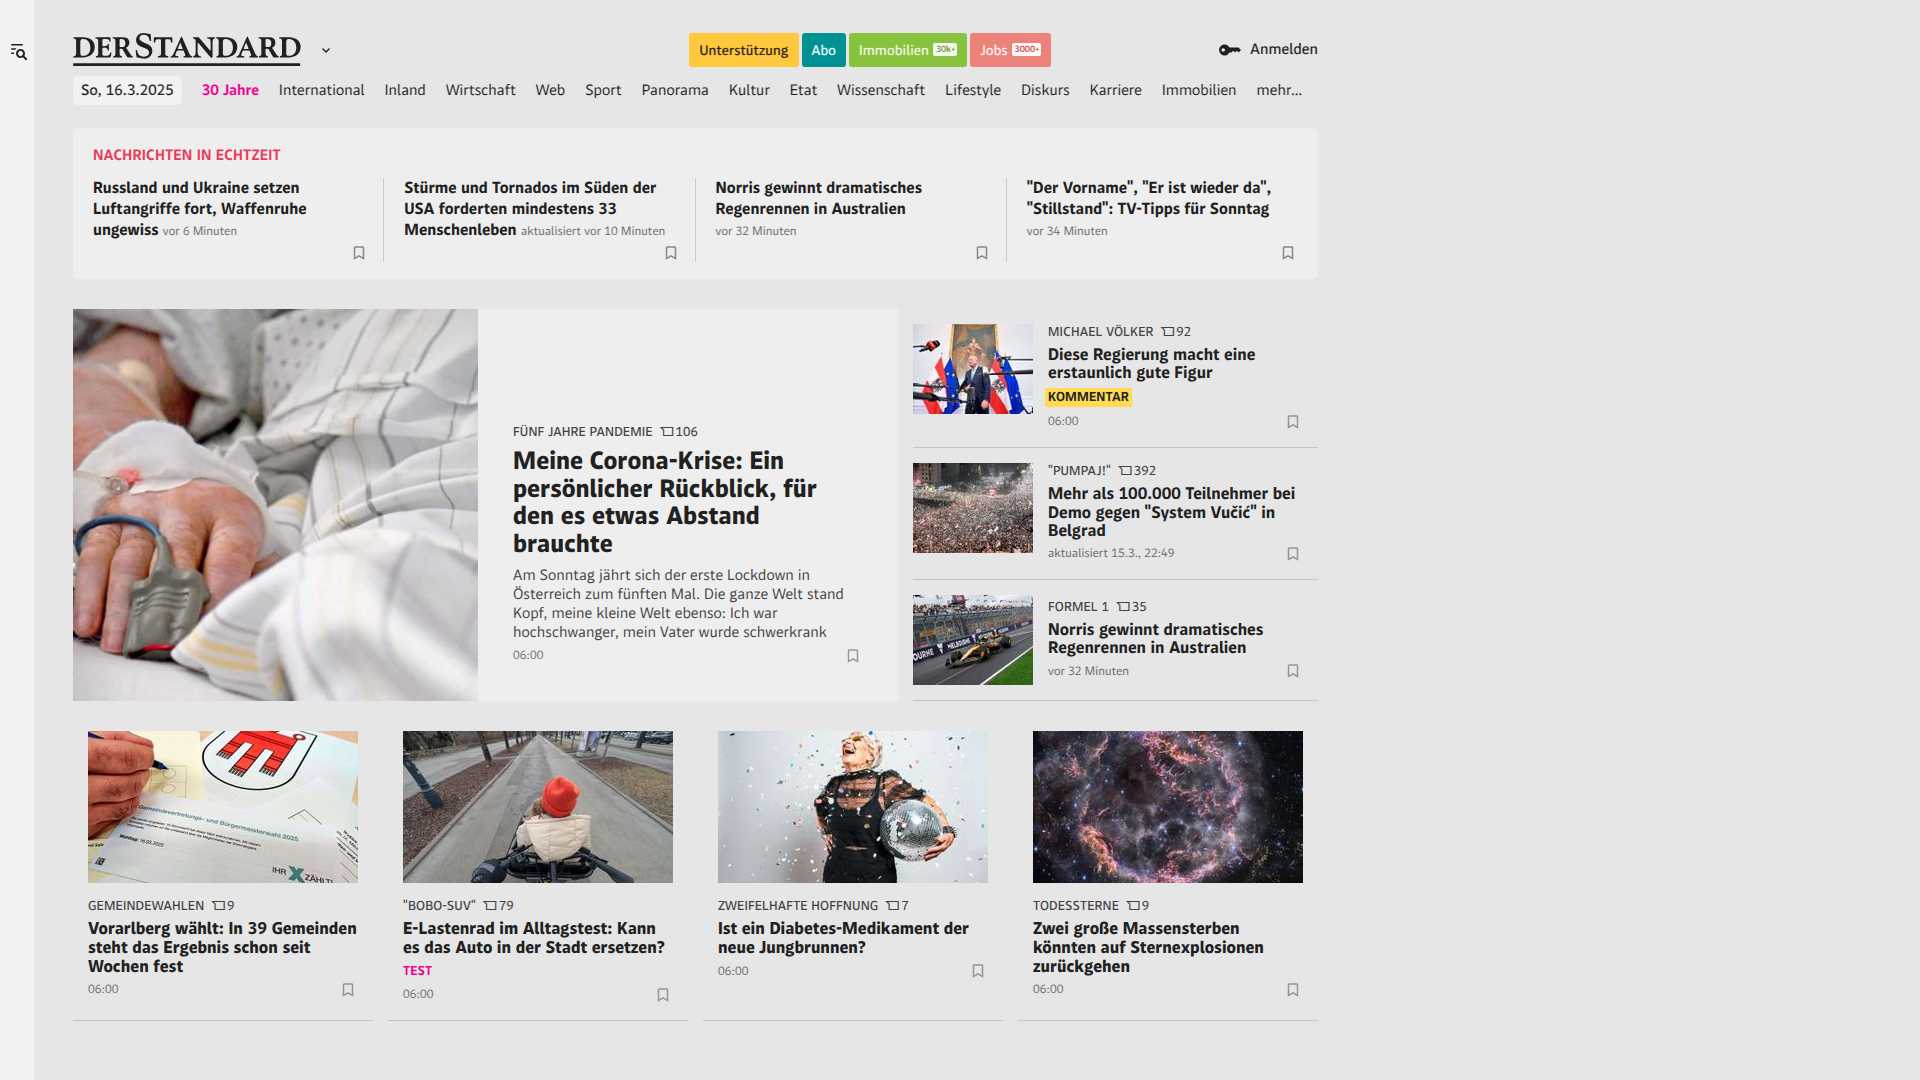 DERSTANDARD
Unterstützung
Abo
Immobilien 30k+
Jobs 3000+
Anmelden
So, 16.3.2025
30 Jahre
International
Inland
Wirtschaft
Web
Sport
Panorama
Kultur
Etat
Wissenschaft
Lifestyle
Diskurs
Karriere
Immobilien
mehr...
NACHRICHTEN IN ECHTZEIT
Russland und Ukraine setzen
Luftangriffe fort, Waffenruhe
ungewiss vor 6 Minuten
Stürme und Tornados im Süden der
USA forderten mindestens 33
Menschenleben aktualisiert vor 10 Minuten
Norris gewinnt dramatisches
Regenrennen in Australien
vor 32 Minuten
"Der Vorname", "Er ist wieder da",
"Stillstand": TV-Tipps für Sonntag
vor 34 Minuten
FÜNF JAHRE PANDEMIE 106
Meine Corona-Krise: Ein
persönlicher Rückblick, für
den es etwas Abstand
brauchte
Am Sonntag jährt sich der erste Lockdown in
Österreich zum fünften Mal. Die ganze Welt stand
Kopf, meine kleine Welt ebenso: Ich war
hochschwanger, mein Vater wurde schwerkrank
06:00
MICHAEL VÖLKER 92
Diese Regierung macht eine
erstaunlich gute Figur
KOMMENTAR
06:00
"PUMPAJ!" 392
Mehr als 100.000 Teilnehmer bei
Demo gegen "System Vučić" in
Belgrad
aktualisiert 15.3., 22:49
FORMEL 1 35
Norris gewinnt dramatisches
Regenrennen in Australien
vor 32 Minuten
Gemeindevertretungs- und Bürgermeisterwahl 2025
IHR X ZÄHLT!
GEMEINDEWAHLEN 9
Vorarlberg wählt: In 39 Gemeinden
steht das Ergebnis schon seit
Wochen fest
06:00
"BOBO-SUV" 79
E-Lastenrad im Alltagstest: Kann
es das Auto in der Stadt ersetzen?
TEST
06:00
ZWEIFELHAFTE HOFFNUNG 7
Ist ein Diabetes-Medikament der
neue Jungbrunnen?
06:00
TODESSTERNE 9
Zwei große Massensterben
könnten auf Sternexplosionen
zurückgehen
06:00